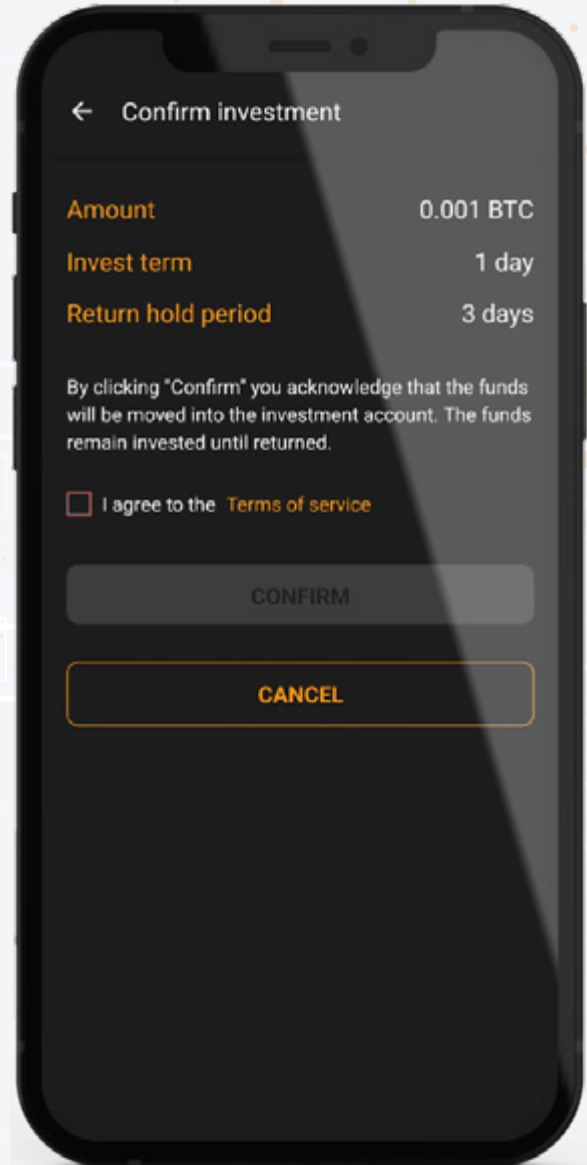 ← Confirm investment
Amount 0.001 BTC
Invest term 1 day
Return hold period 3 days
By clicking "Confirm" you acknowledge that the funds
will be moved into the investment account. The funds
remain invested until returned.
I agree to the Terms of service
CONFIRM
CANCEL